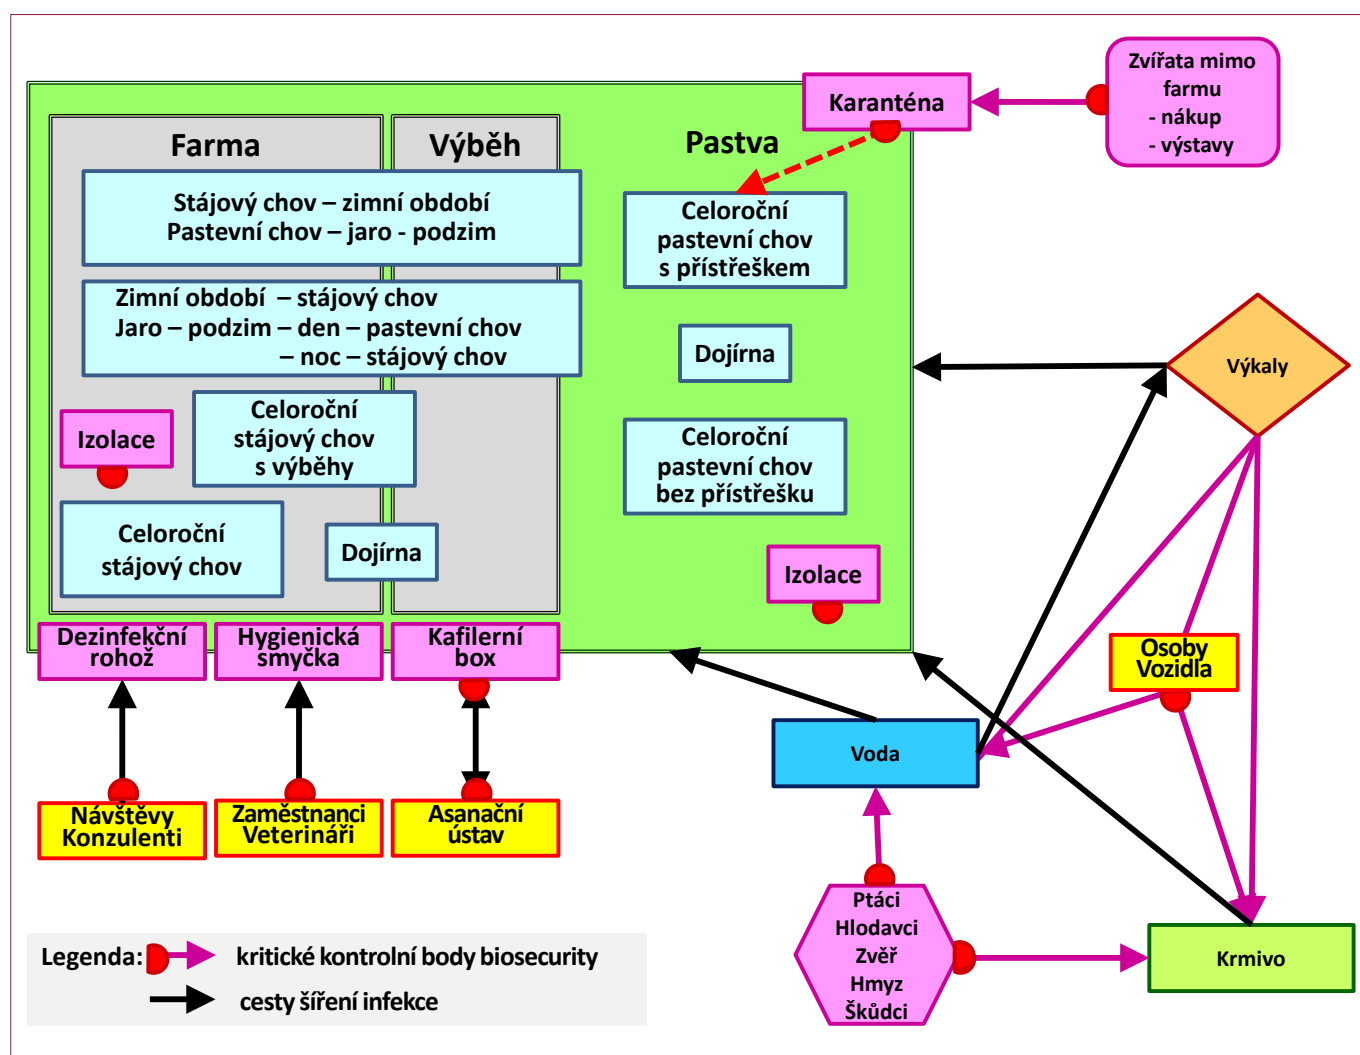 Zvířata mimo
farmu
- nákup
- výstavy
Karanténa
Farma
Výběh
Pastva
Stájový chov – zimní období
Pastevní chov – jaro - podzim
Celoroční
pastevní chov
s přístřeškem
Zimní období – stájový chov
Jaro – podzim – den – pastevní chov
– noc – stájový chov
Dojírna
Výkaly
Izolace
Celoroční
stájový chov
s výběhy
Celoroční
pastevní chov
bez přístřešku
Celoroční
stájový chov
Dojírna
Izolace
Dezinfekční
rohož
Hygienická
smyčka
Kafilerní
box
Osoby
Vozidla
Voda
Návštěvy
Konzulenti
Zaměstnanci
Veterináři
Asanační
ústav
Ptáci
Hlodavci
Zvěř
Hmyz
Škůdci
Krmivo
Legenda:
kritické kontrolní body biosecurity
cesty šíření infekce